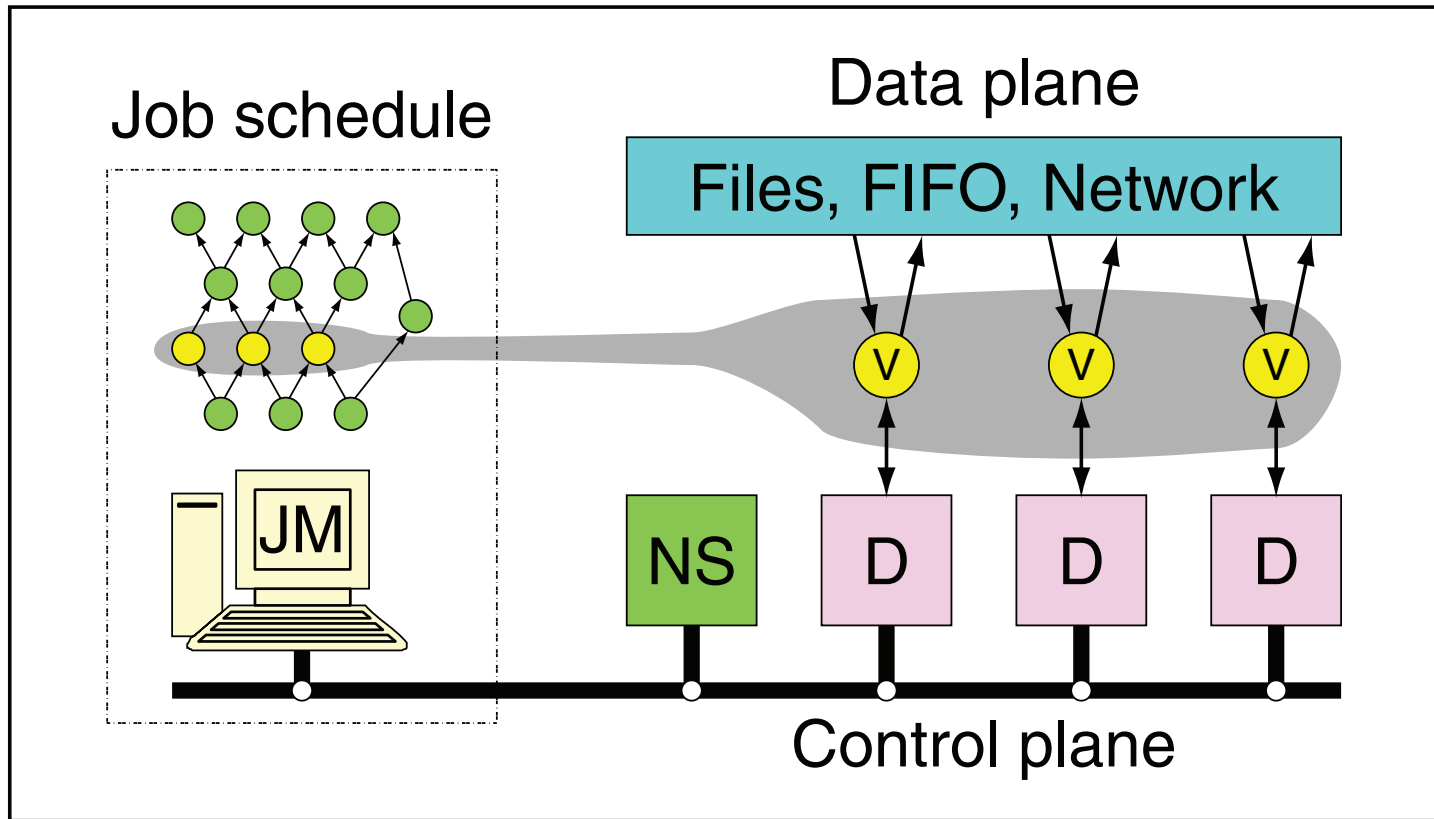 Job schedule
Data plane
Files, FIFO, Network
V V V
JM
NS D D D
Control plane